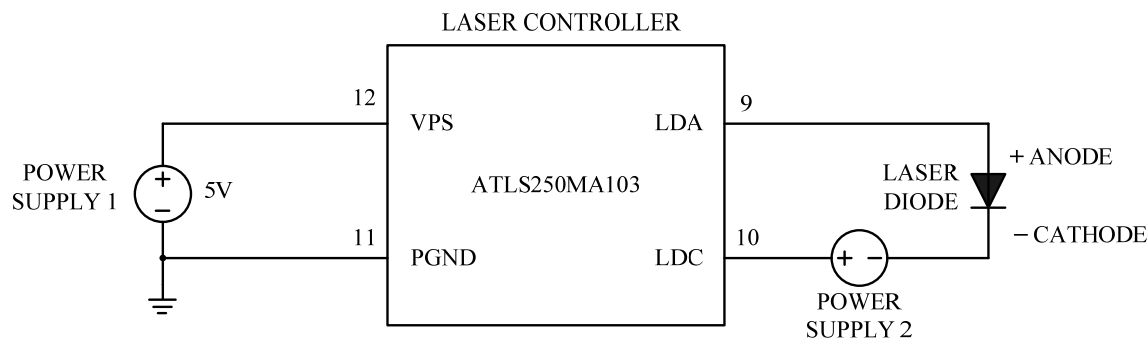 LASER CONTROLLER
12
VPS
LDA
9
POWER
SUPPLY 1
+
−
5V
ATLS250MA103
LASER
DIODE
+ ANODE
− CATHODE
11
PGND
LDC
10
+ −
POWER
SUPPLY 2